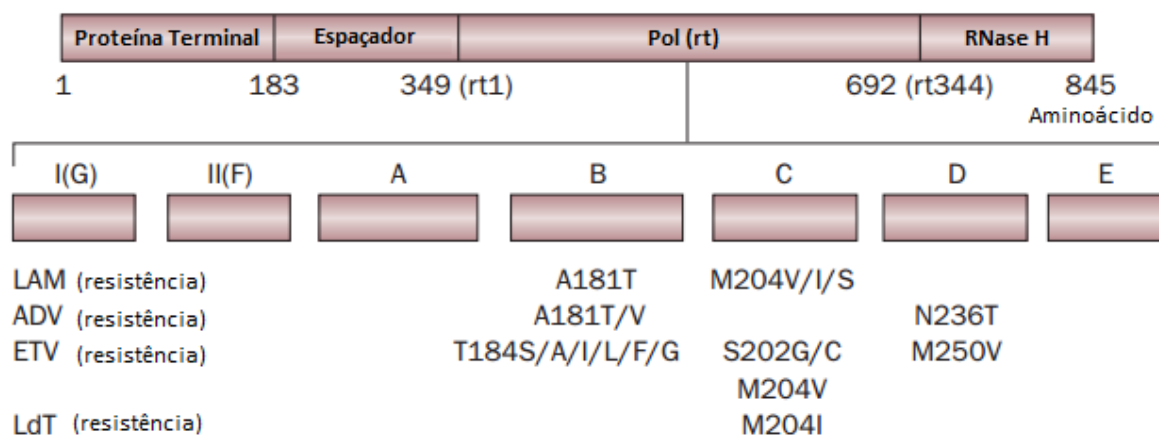 Proteína Terminal Espaçador Pol (rt) RNase H
1 183 349 (rt1) 692 (rt344) 845
Aminoácido
I(G) II(F) A B C D E
LAM (resistência) A181T M204V/I/S
ADV (resistência) A181T/V N236T
ETV (resistência) T184S/A/I/L/F/G S202G/C M250V
M204V
LdT (resistência) M204I